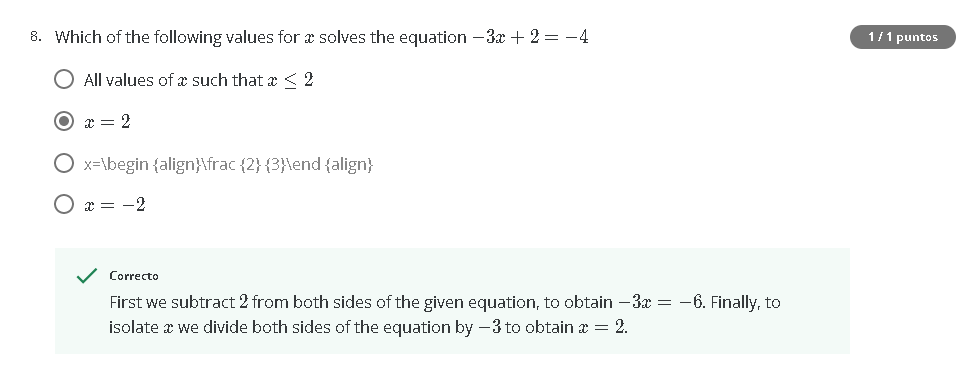 8. Which of the following values for x solves the equation −3x + 2 = −4
1 / 1 puntos
All values of x such that x ≤ 2
x = 2
x=\begin {align}\frac {2} {3}\end {align}
x = −2
Correcto
First we subtract 2 from both sides of the given equation, to obtain −3x = −6. Finally, to
isolate x we divide both sides of the equation by −3 to obtain x = 2.